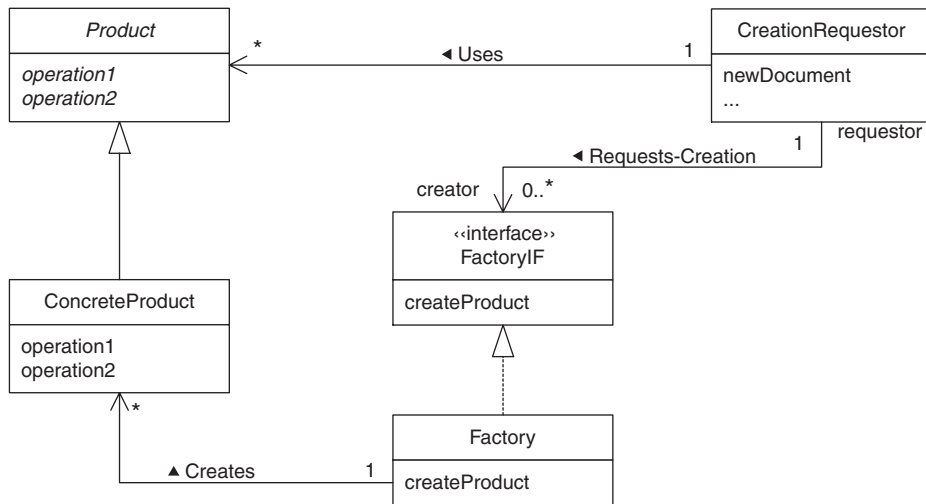 Product
operation1
operation2
*
◄ Uses
1
CreationRequestor
newDocument
...
requestor
1
◄ Requests-Creation
creator
0..*
‹‹interface››
FactoryIF
createProduct
ConcreteProduct
operation1
operation2
*
▲ Creates
1
Factory
createProduct